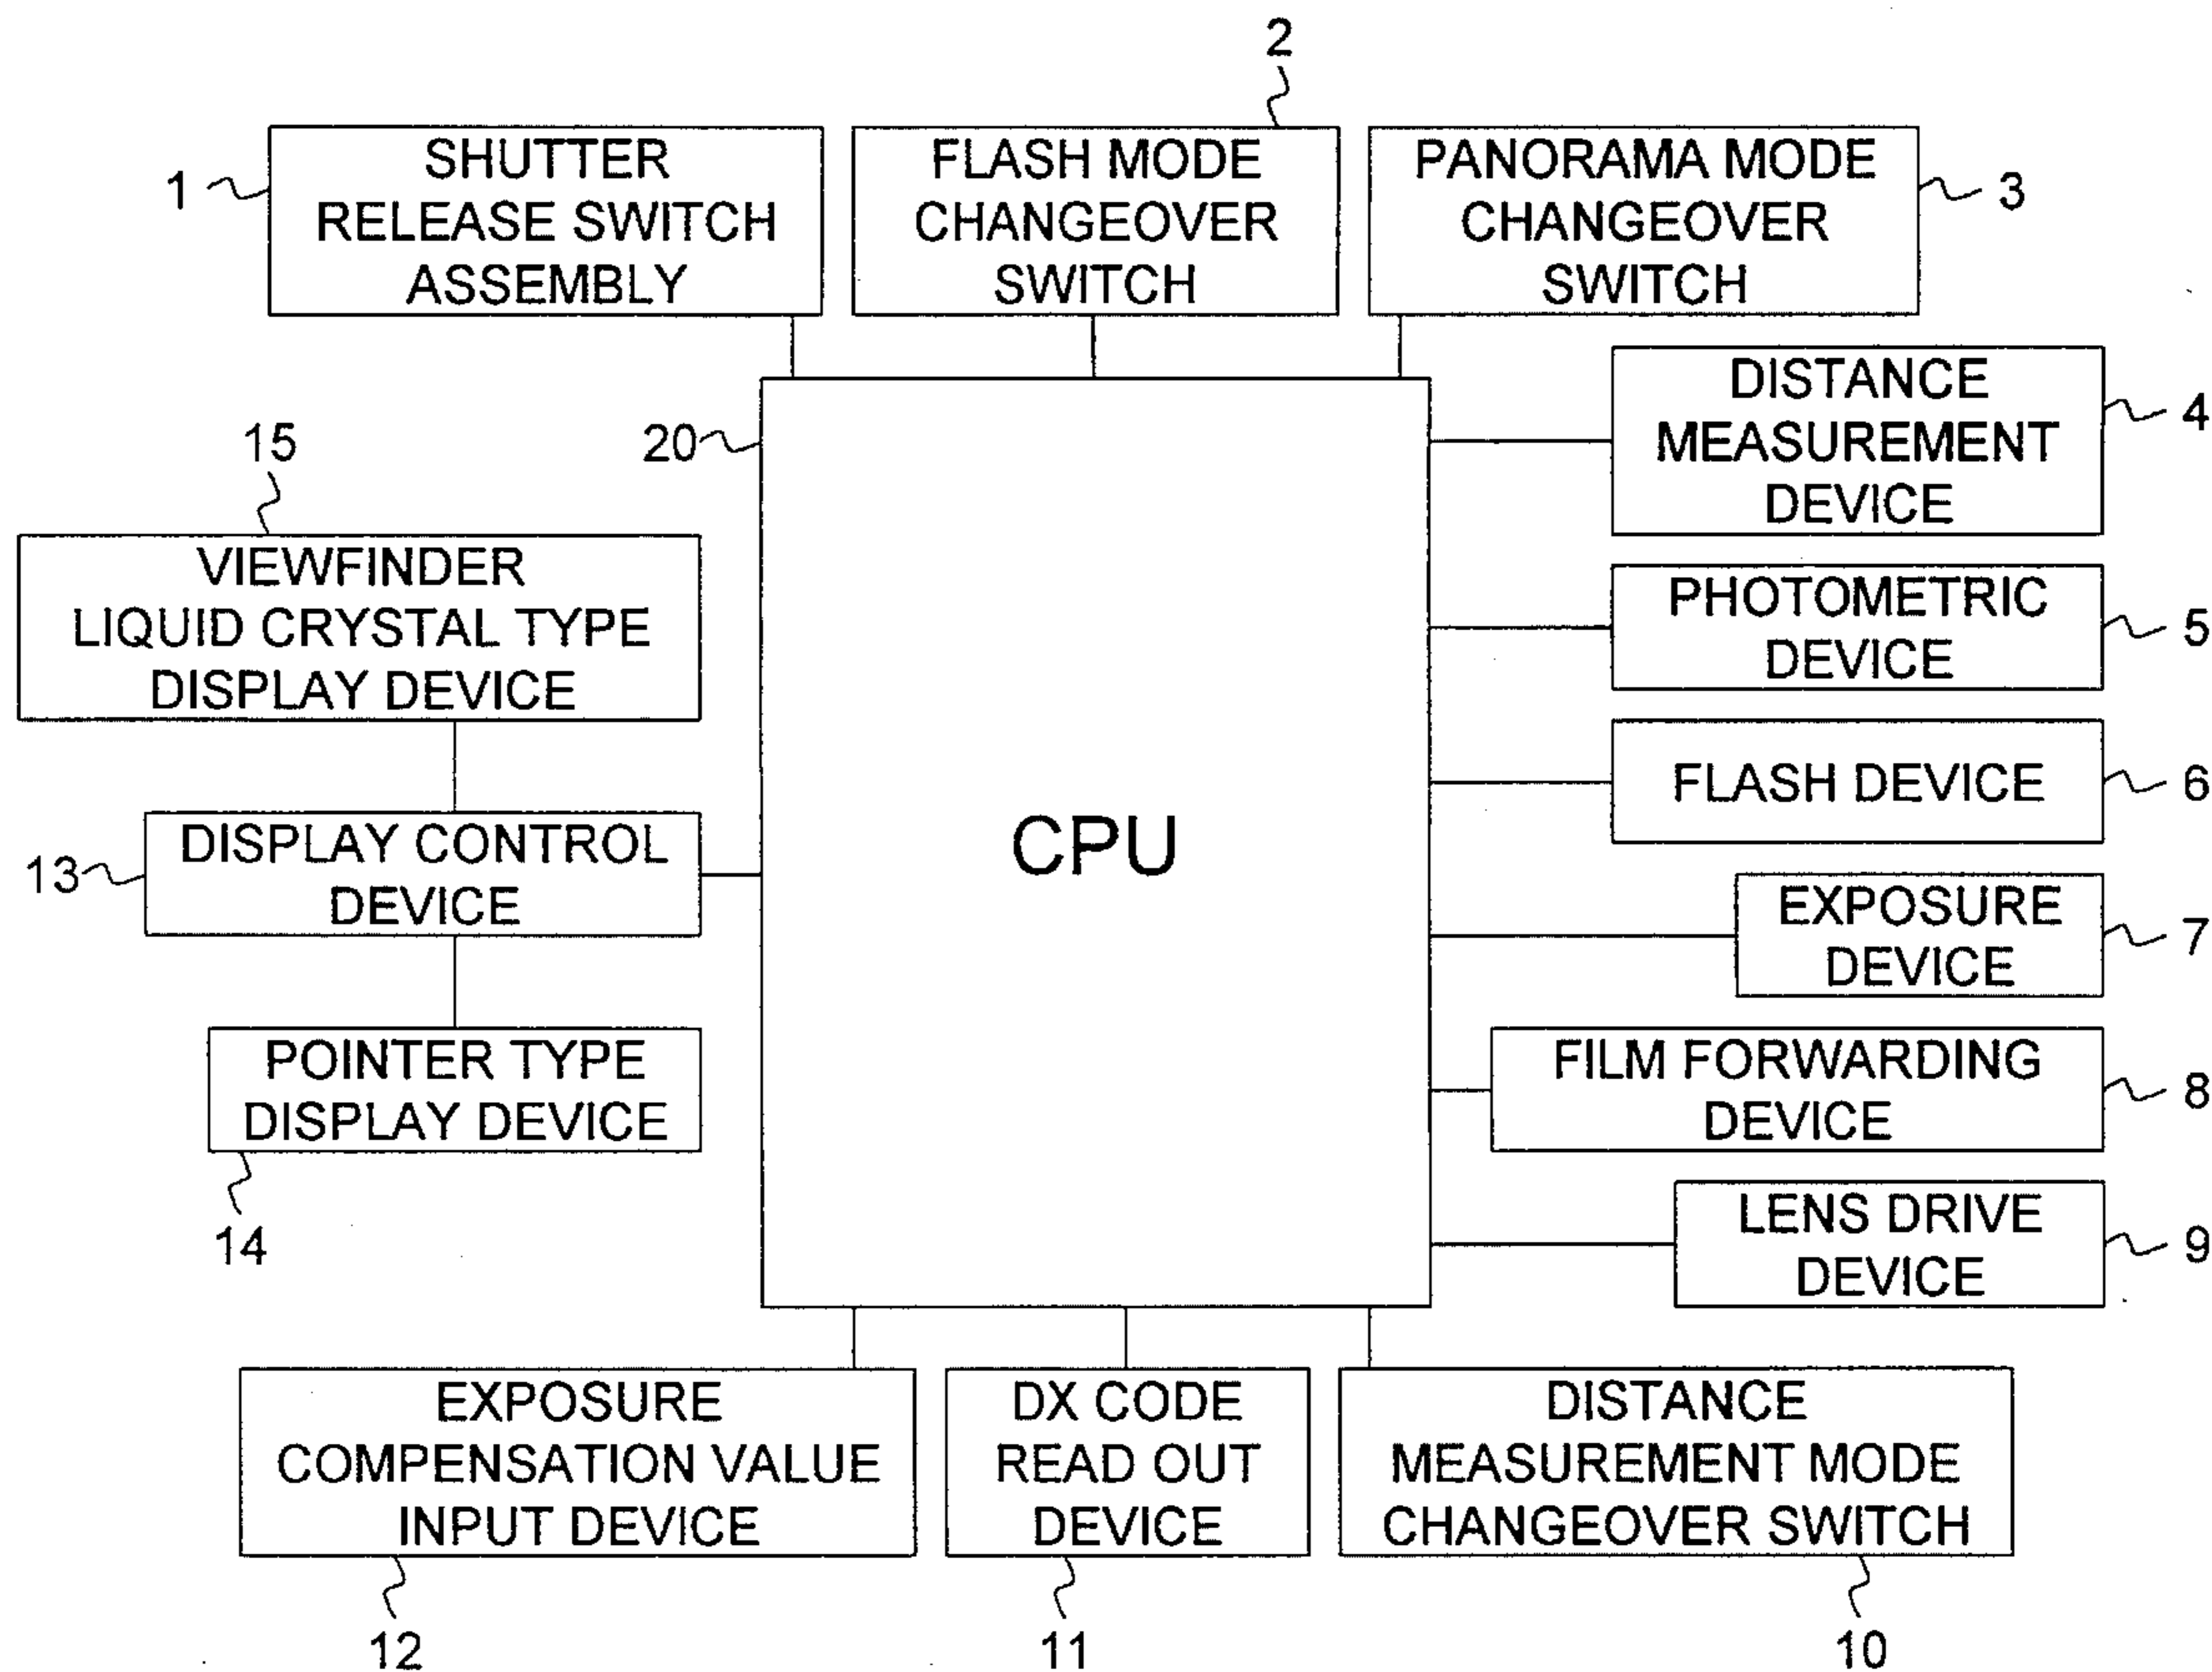 2
SHUTTER
RELEASE SWITCH
ASSEMBLY
1
FLASH MODE
CHANGEOVER
SWITCH
PANORAMA MODE
CHANGEOVER
SWITCH
3
DISTANCE
MEASUREMENT
DEVICE
4
20
15
VIEWFINDER
LIQUID CRYSTAL TYPE
DISPLAY DEVICE
PHOTOMETRIC
DEVICE
5
FLASH DEVICE
6
CPU
DISPLAY CONTROL
DEVICE
13
EXPOSURE
DEVICE
7
POINTER TYPE
DISPLAY DEVICE
14
FILM FORWARDING
DEVICE
8
LENS DRIVE
DEVICE
9
EXPOSURE
COMPENSATION VALUE
INPUT DEVICE
12
DX CODE
READ OUT
DEVICE
11
DISTANCE
MEASUREMENT MODE
CHANGEOVER SWITCH
10